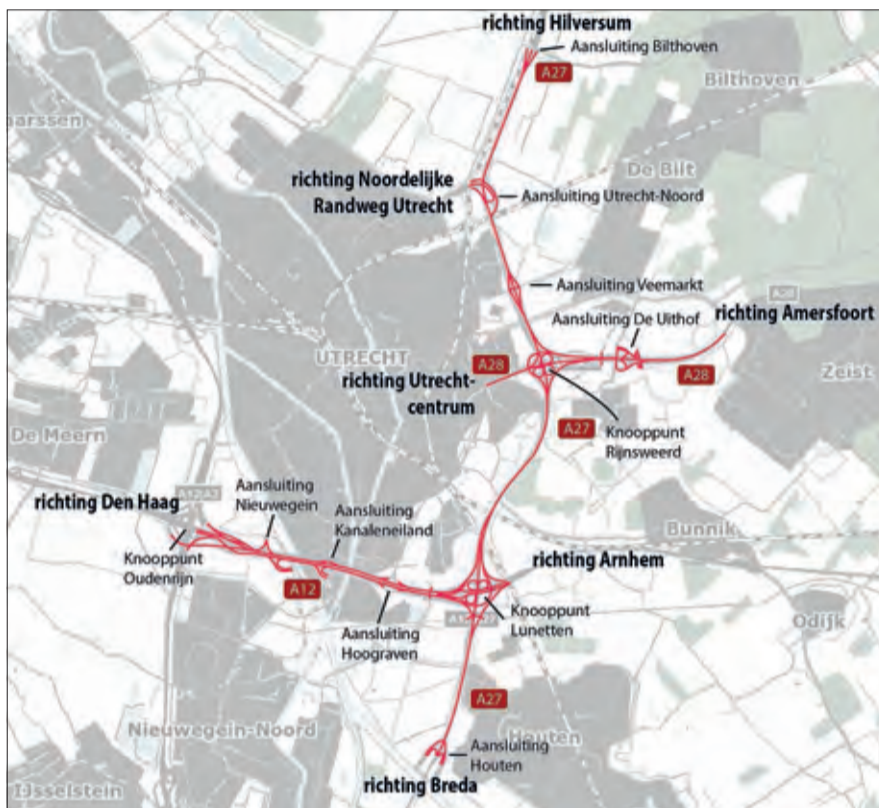 richting Hilversum
Aansluiting Bilthoven
A27
Bilthoven
aarssen
De Bilt
richting Noordelijke
Randweg Utrecht
Aansluiting Utrecht-Noord
Aansluiting Veemarkt
A28
richting Amersfoort
Aansluiting De Uithof
UTRECHT
A28
richting Utrecht-
centrum
A28
Zeist
A27
Knooppunt
Rijnsweerd
De Meern
richting Den Haag
Aansluiting
Nieuwegein
Aansluiting
Kanaleneiland
Bunnik
Knooppunt
Oudenrijn
A12
richting Arnhem
Aansluiting
Hoograven
Knooppunt
Lunetten
Odijk
A27
Nieuwegein-Noord
Houten
Aansluiting
Houten
richting Breda
IJsselstein